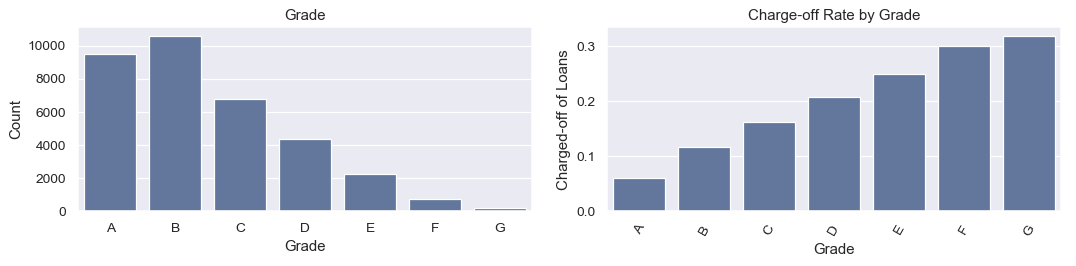 Grade
Count
10000
8000
6000
4000
2000
0
A B C D E F G
Grade
Charge-off Rate by Grade
Charged-off of Loans
0.3
0.2
0.1
0.0
A B C D E F G
Grade